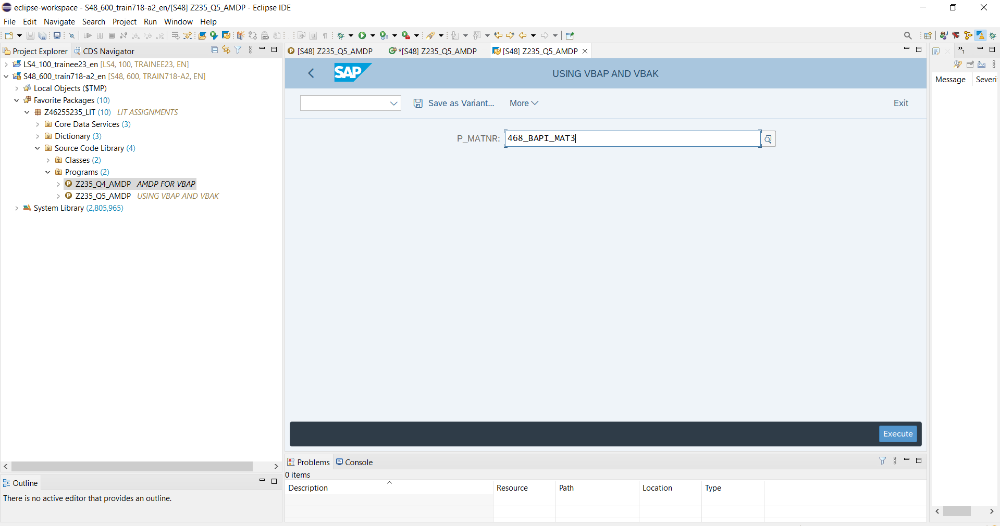 eclipse-workspace - S48_600_train718-a2_en/[S48] Z235_Q5_AMDP - Eclipse IDE
File Edit Navigate Search Project Run Window Help
Project Explorer CDS Navigator
LS4_100_trainee23_en [LS4, 100, TRAINEE23, EN]
S48_600_train718-a2_en [S48, 600, TRAIN718-A2, EN]
Local Objects ($TMP)
Favorite Packages (10)
Z46255235_LIT (10) LIT ASSIGNMENTS
Core Data Services (3)
Dictionary (3)
Source Code Library (4)
Classes (2)
Programs (2)
Z235_Q4_AMDP AMDP FOR VBAP
Z235_Q5_AMDP USING VBAP AND VBAK
System Library (2,805,965)
Outline
There is no active editor that provides an outline.
[S48] Z235_Q5_AMDP *[S48] Z235_Q5_AMDP [S48] Z235_Q5_AMDP
SAP USING VBAP AND VBAK
Save as Variant... More Exit
P_MATNR: 468_BAPI_MAT3
Execute
Problems Console
0 items
Description Resource Path Location Type
»1
Message Severi